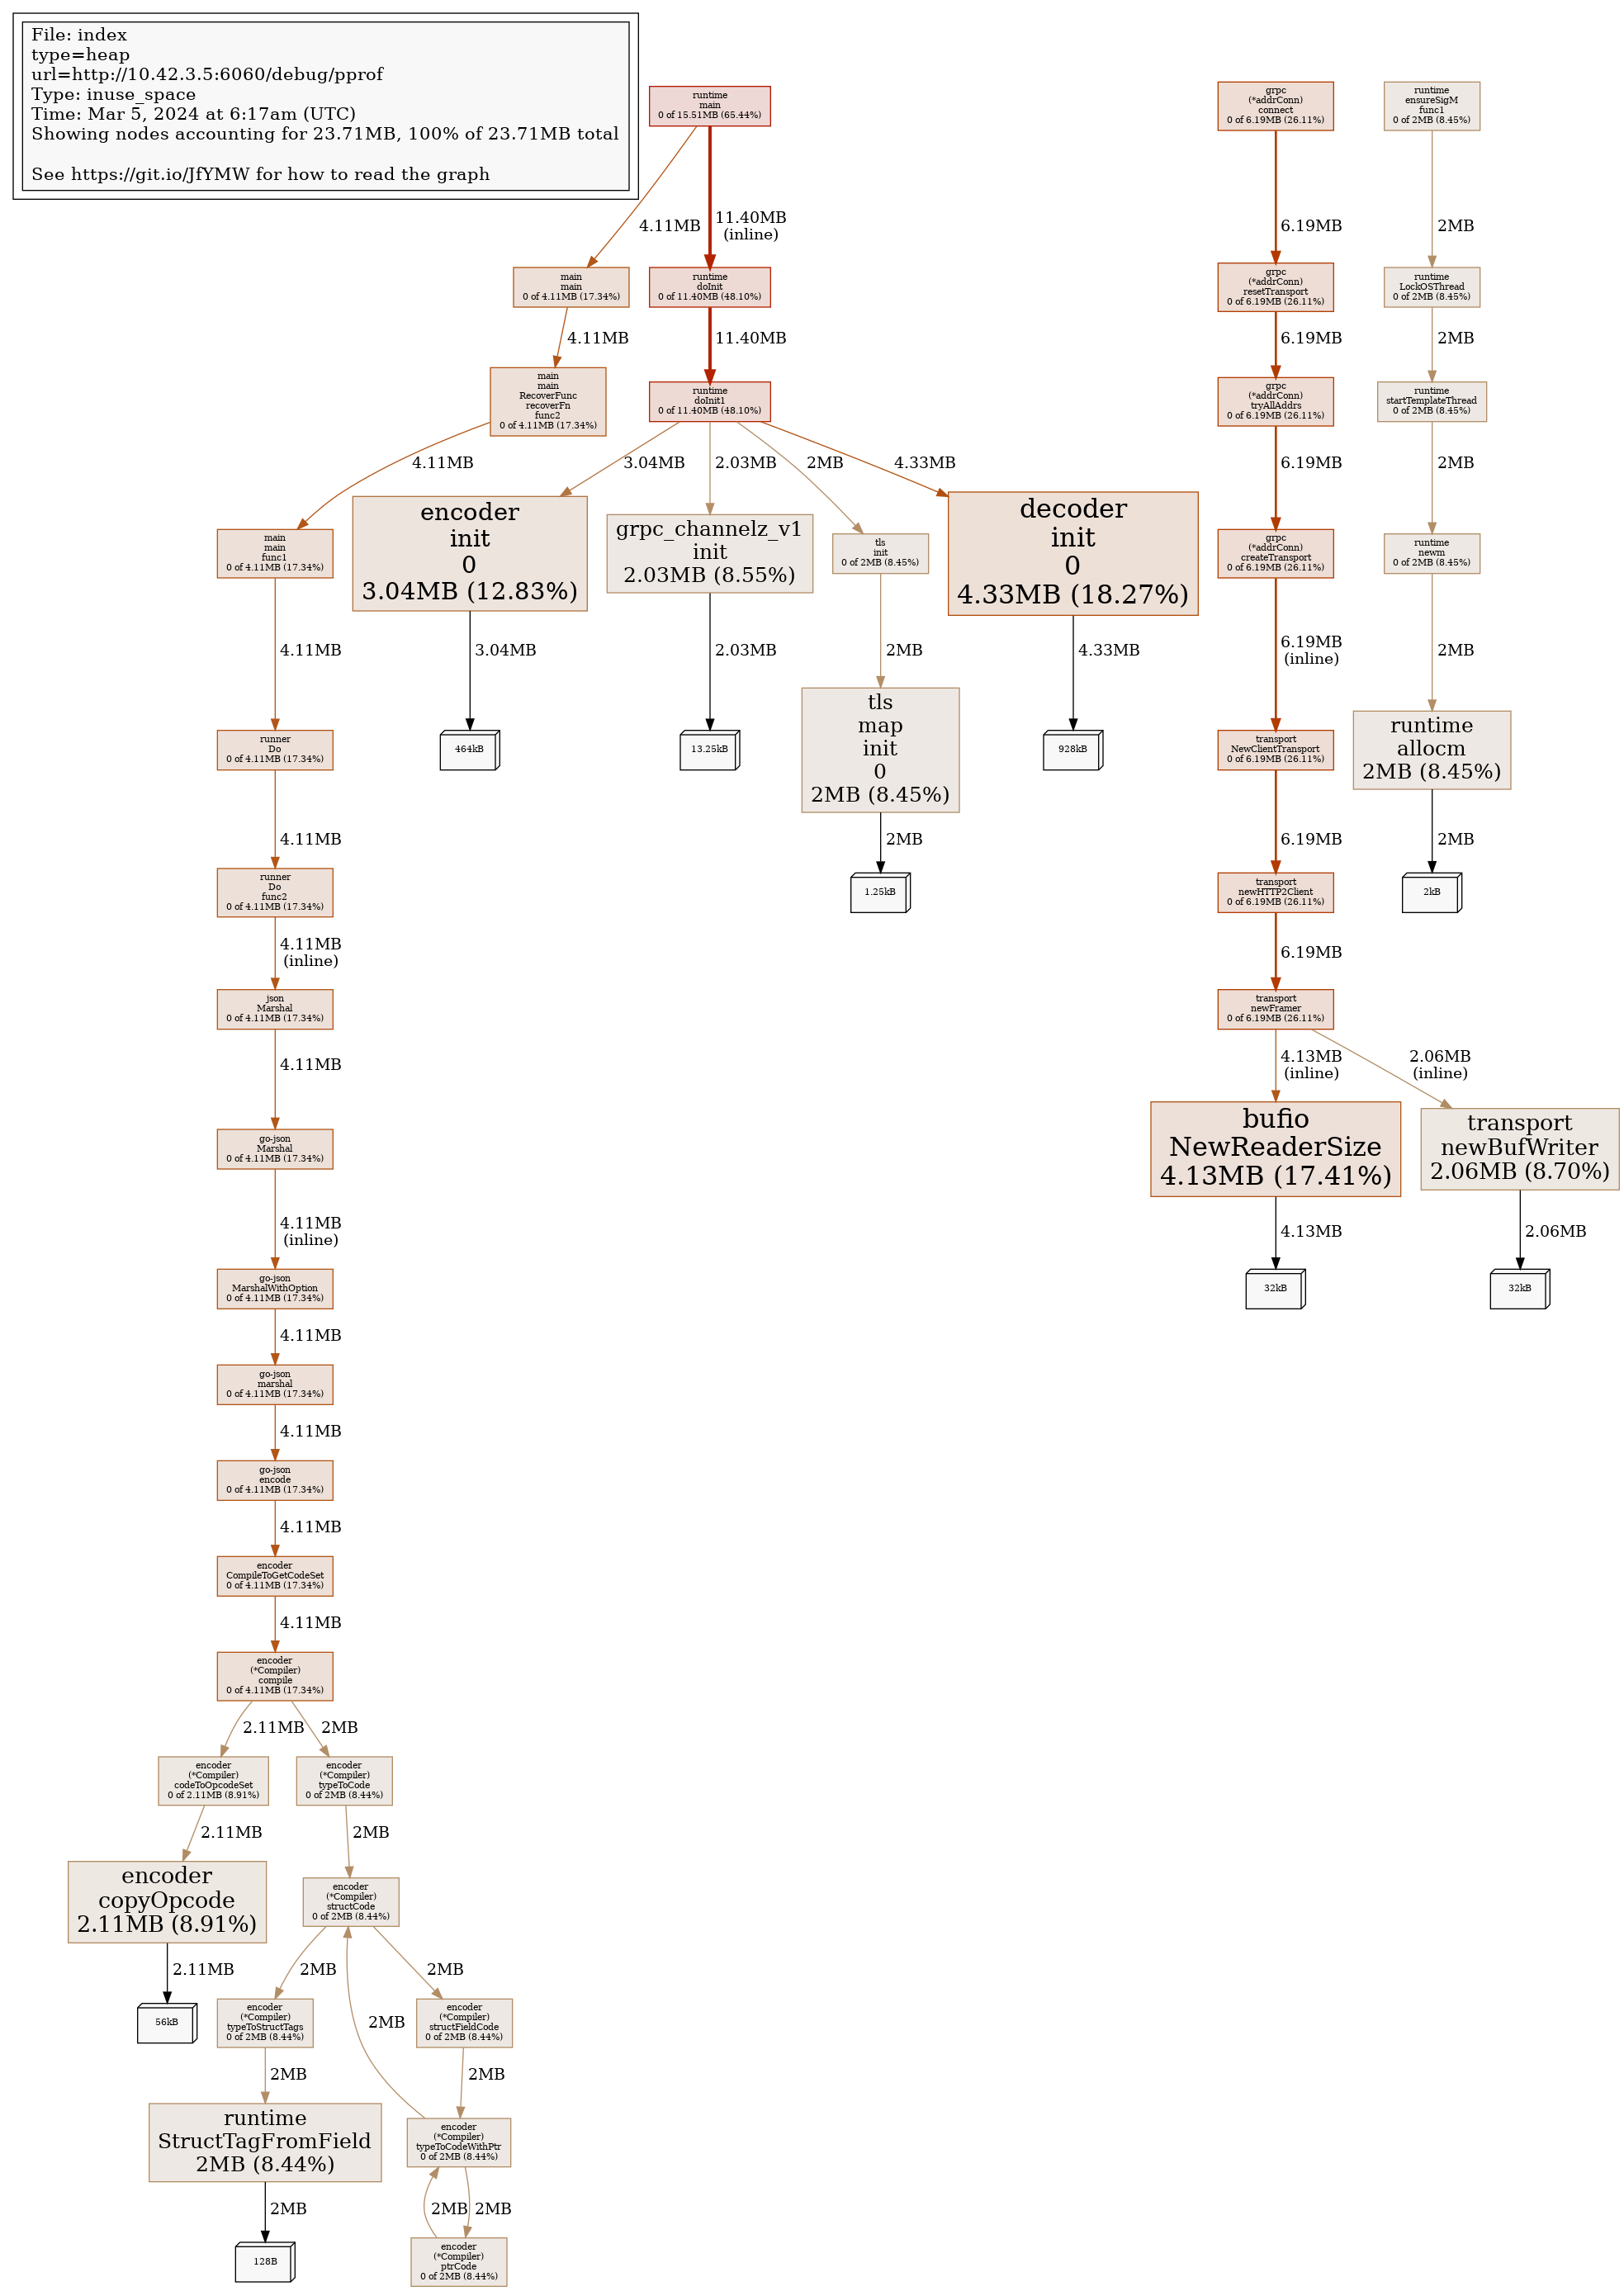 File: index
type=heap
url=http://10.42.3.5:6060/debug/pprof
Type: inuse_space
Time: Mar 5, 2024 at 6:17am (UTC)
Showing nodes accounting for 23.71MB, 100% of 23.71MB total
See https://git.io/JfYMW for how to read the graph
runtime
main
0 of 15.51MB (65.44%)
grpc
(*addrConn)
connect
0 of 6.19MB (26.11%)
runtime
ensureSigM
func1
0 of 2MB (8.45%)
4.11MB
11.40MB
(inline)
6.19MB
2MB
main
main
0 of 4.11MB (17.34%)
runtime
doInit
0 of 11.40MB (48.10%)
grpc
(*addrConn)
resetTransport
0 of 6.19MB (26.11%)
runtime
LockOSThread
0 of 2MB (8.45%)
4.11MB
11.40MB
6.19MB
2MB
main
main
RecoverFunc
recoverFn
func2
0 of 4.11MB (17.34%)
runtime
doInit1
0 of 11.40MB (48.10%)
grpc
(*addrConn)
tryAllAddrs
0 of 6.19MB (26.11%)
runtime
startTemplateThread
0 of 2MB (8.45%)
4.11MB
3.04MB
2.03MB
2MB
4.33MB
6.19MB
2MB
main
main
func1
0 of 4.11MB (17.34%)
encoder
init
0
3.04MB (12.83%)
grpc_channelz_v1
init
2.03MB (8.55%)
tls
init
0 of 2MB (8.45%)
decoder
init
0
4.33MB (18.27%)
grpc
(*addrConn)
createTransport
0 of 6.19MB (26.11%)
runtime
newm
0 of 2MB (8.45%)
4.11MB
3.04MB
2.03MB
2MB
4.33MB
6.19MB
(inline)
2MB
runner
Do
0 of 4.11MB (17.34%)
464kB
13.25kB
tls
map
init
0
2MB (8.45%)
928kB
transport
NewClientTransport
0 of 6.19MB (26.11%)
runtime
allocm
2MB (8.45%)
4.11MB
2MB
6.19MB
2MB
runner
Do
func2
0 of 4.11MB (17.34%)
1.25kB
transport
newHTTP2Client
0 of 6.19MB (26.11%)
2kB
4.11MB
(inline)
6.19MB
json
Marshal
0 of 4.11MB (17.34%)
transport
newFramer
0 of 6.19MB (26.11%)
4.11MB
4.13MB
(inline)
2.06MB
(inline)
go-json
Marshal
0 of 4.11MB (17.34%)
bufio
NewReaderSize
4.13MB (17.41%)
transport
newBufWriter
2.06MB (8.70%)
4.11MB
(inline)
4.13MB
2.06MB
go-json
MarshalWithOption
0 of 4.11MB (17.34%)
32kB
32kB
4.11MB
go-json
marshal
0 of 4.11MB (17.34%)
4.11MB
go-json
encode
0 of 4.11MB (17.34%)
4.11MB
encoder
CompileToGetCodeSet
0 of 4.11MB (17.34%)
4.11MB
encoder
(*Compiler)
compile
0 of 4.11MB (17.34%)
2.11MB
2MB
encoder
(*Compiler)
codeToOpcodeSet
0 of 2.11MB (8.91%)
encoder
(*Compiler)
typeToCode
0 of 2MB (8.44%)
2.11MB
2MB
encoder
copyOpcode
2.11MB (8.91%)
encoder
(*Compiler)
structCode
0 of 2MB (8.44%)
2.11MB
2MB
2MB
56kB
encoder
(*Compiler)
typeToStructTags
0 of 2MB (8.44%)
2MB
encoder
(*Compiler)
structFieldCode
0 of 2MB (8.44%)
2MB
2MB
runtime
StructTagFromField
2MB (8.44%)
encoder
(*Compiler)
typeToCodeWithPtr
0 of 2MB (8.44%)
2MB
2MB
2MB
128B
encoder
(*Compiler)
ptrCode
0 of 2MB (8.44%)